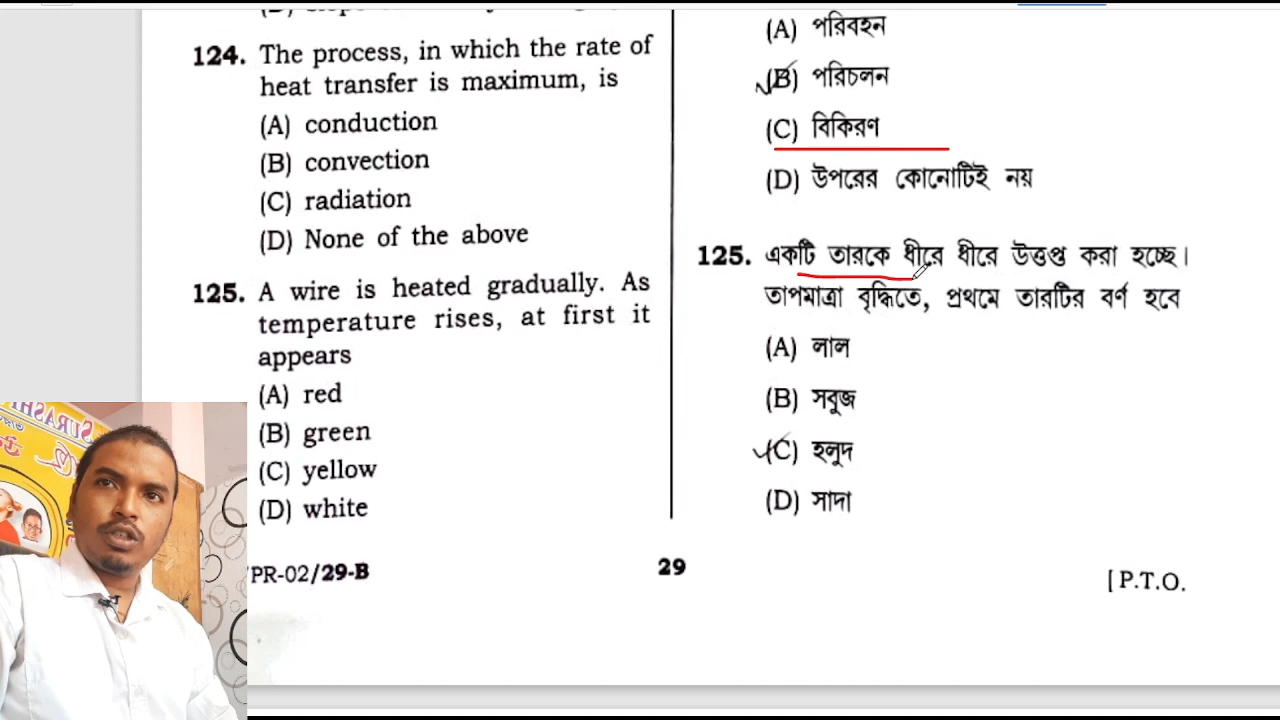 124. The process, in which the rate of
heat transfer is maximum, is
(A) conduction
(B) convection
(C) radiation
(D) None of the above
125. A wire is heated gradually. As
temperature rises, at first it
appears
(A) red
(B) green
(C) yellow
(D) white
(A) পরিবহন
(B) পরিচলন
(C) বিকিরণ
(D) উপরের কোনোটিই নয়
125. একটি তারকে ধীরে ধীরে উত্তপ্ত করা হচ্ছে।
তাপমাত্রা বৃদ্ধিতে, প্রথমে তারটির বর্ণ হবে
(A) লাল
(B) সবুজ
(C) হলুদ
(D) সাদা
PR-02/29-B
29
[ P.T.O.